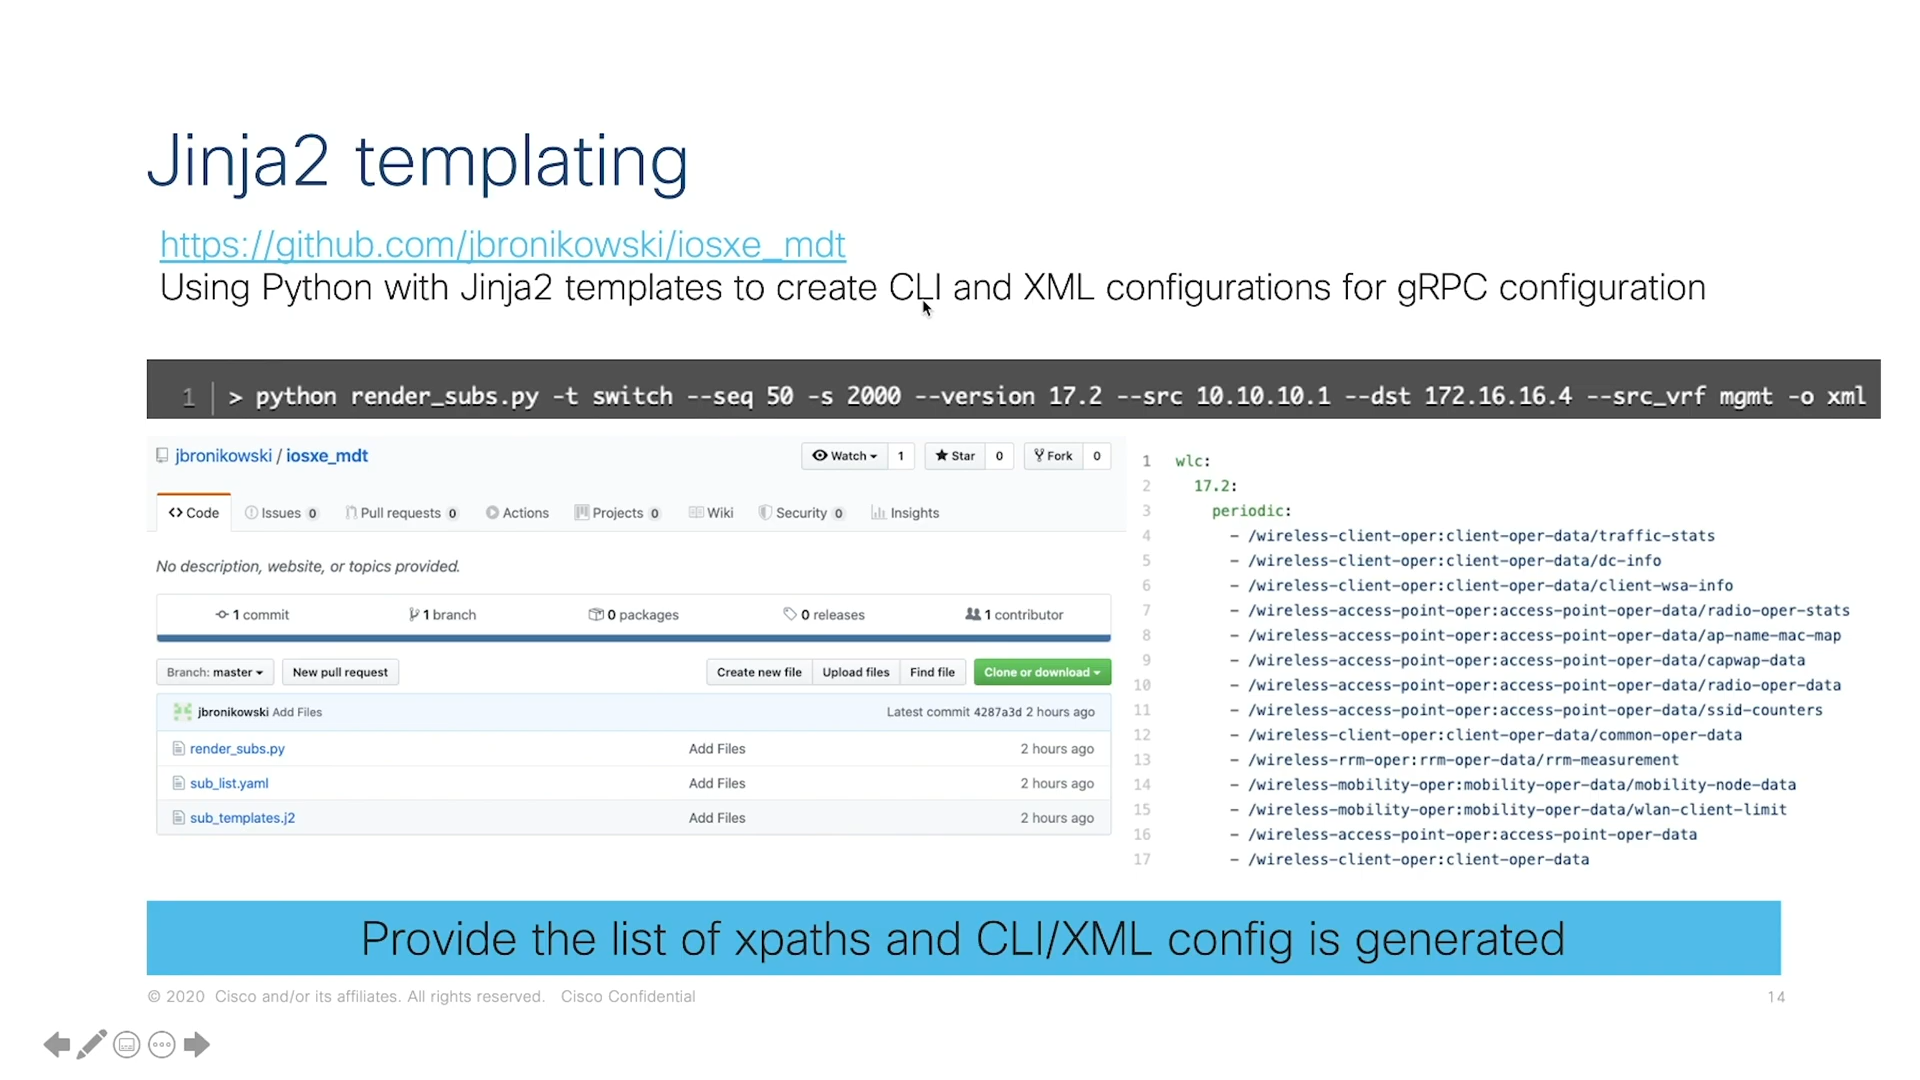 Jinja2 templating
https://github.com/jbronikowski/iosxe_mdt
Using Python with Jinja2 templates to create CLI and XML configurations for gRPC configuration
1 > python render_subs.py -t switch --seq 50 -s 2000 --version 17.2 --src 10.10.10.1 --dst 172.16.16.4 --src_vrf mgmt -o xml
jbronikowski / iosxe_mdt
Watch 1 Star 0 Fork 0
Code Issues 0 Pull requests 0 Actions Projects 0 Wiki Security 0 Insights
No description, website, or topics provided.
1 commit 1 branch 0 packages 0 releases 1 contributor
Branch: master New pull request Create new file Upload files Find file Clone or download
jbronikowski Add Files Latest commit 4287a3d 2 hours ago
render_subs.py Add Files 2 hours ago
sub_list.yaml Add Files 2 hours ago
sub_templates.j2 Add Files 2 hours ago
1 wlc:
2 17.2:
3 periodic:
4 - /wireless-client-oper:client-oper-data/traffic-stats
5 - /wireless-client-oper:client-oper-data/dc-info
6 - /wireless-client-oper:client-oper-data/client-wsa-info
7 - /wireless-access-point-oper:access-point-oper-data/radio-oper-stats
8 - /wireless-access-point-oper:access-point-oper-data/ap-name-mac-map
9 - /wireless-access-point-oper:access-point-oper-data/capwap-data
10 - /wireless-access-point-oper:access-point-oper-data/radio-oper-data
11 - /wireless-access-point-oper:access-point-oper-data/ssid-counters
12 - /wireless-client-oper:client-oper-data/common-oper-data
13 - /wireless-rrm-oper:rrm-oper-data/rrm-measurement
14 - /wireless-mobility-oper:mobility-oper-data/mobility-node-data
15 - /wireless-mobility-oper:mobility-oper-data/wlan-client-limit
16 - /wireless-access-point-oper:access-point-oper-data
17 - /wireless-client-oper:client-oper-data
Provide the list of xpaths and CLI/XML config is generated
© 2020 Cisco and/or its affiliates. All rights reserved. Cisco Confidential
14